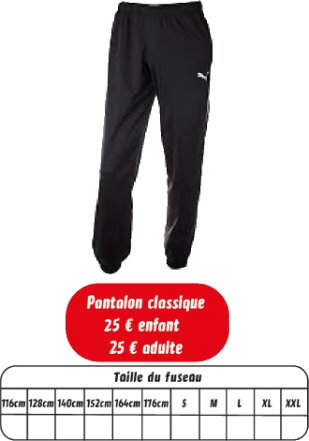 PUMA
Pantalon classique
25 € enfant
25 € adulte
Taille du fuseau
116cm 128cm 140cm 152cm 164cm 176cm S M L XL XXL